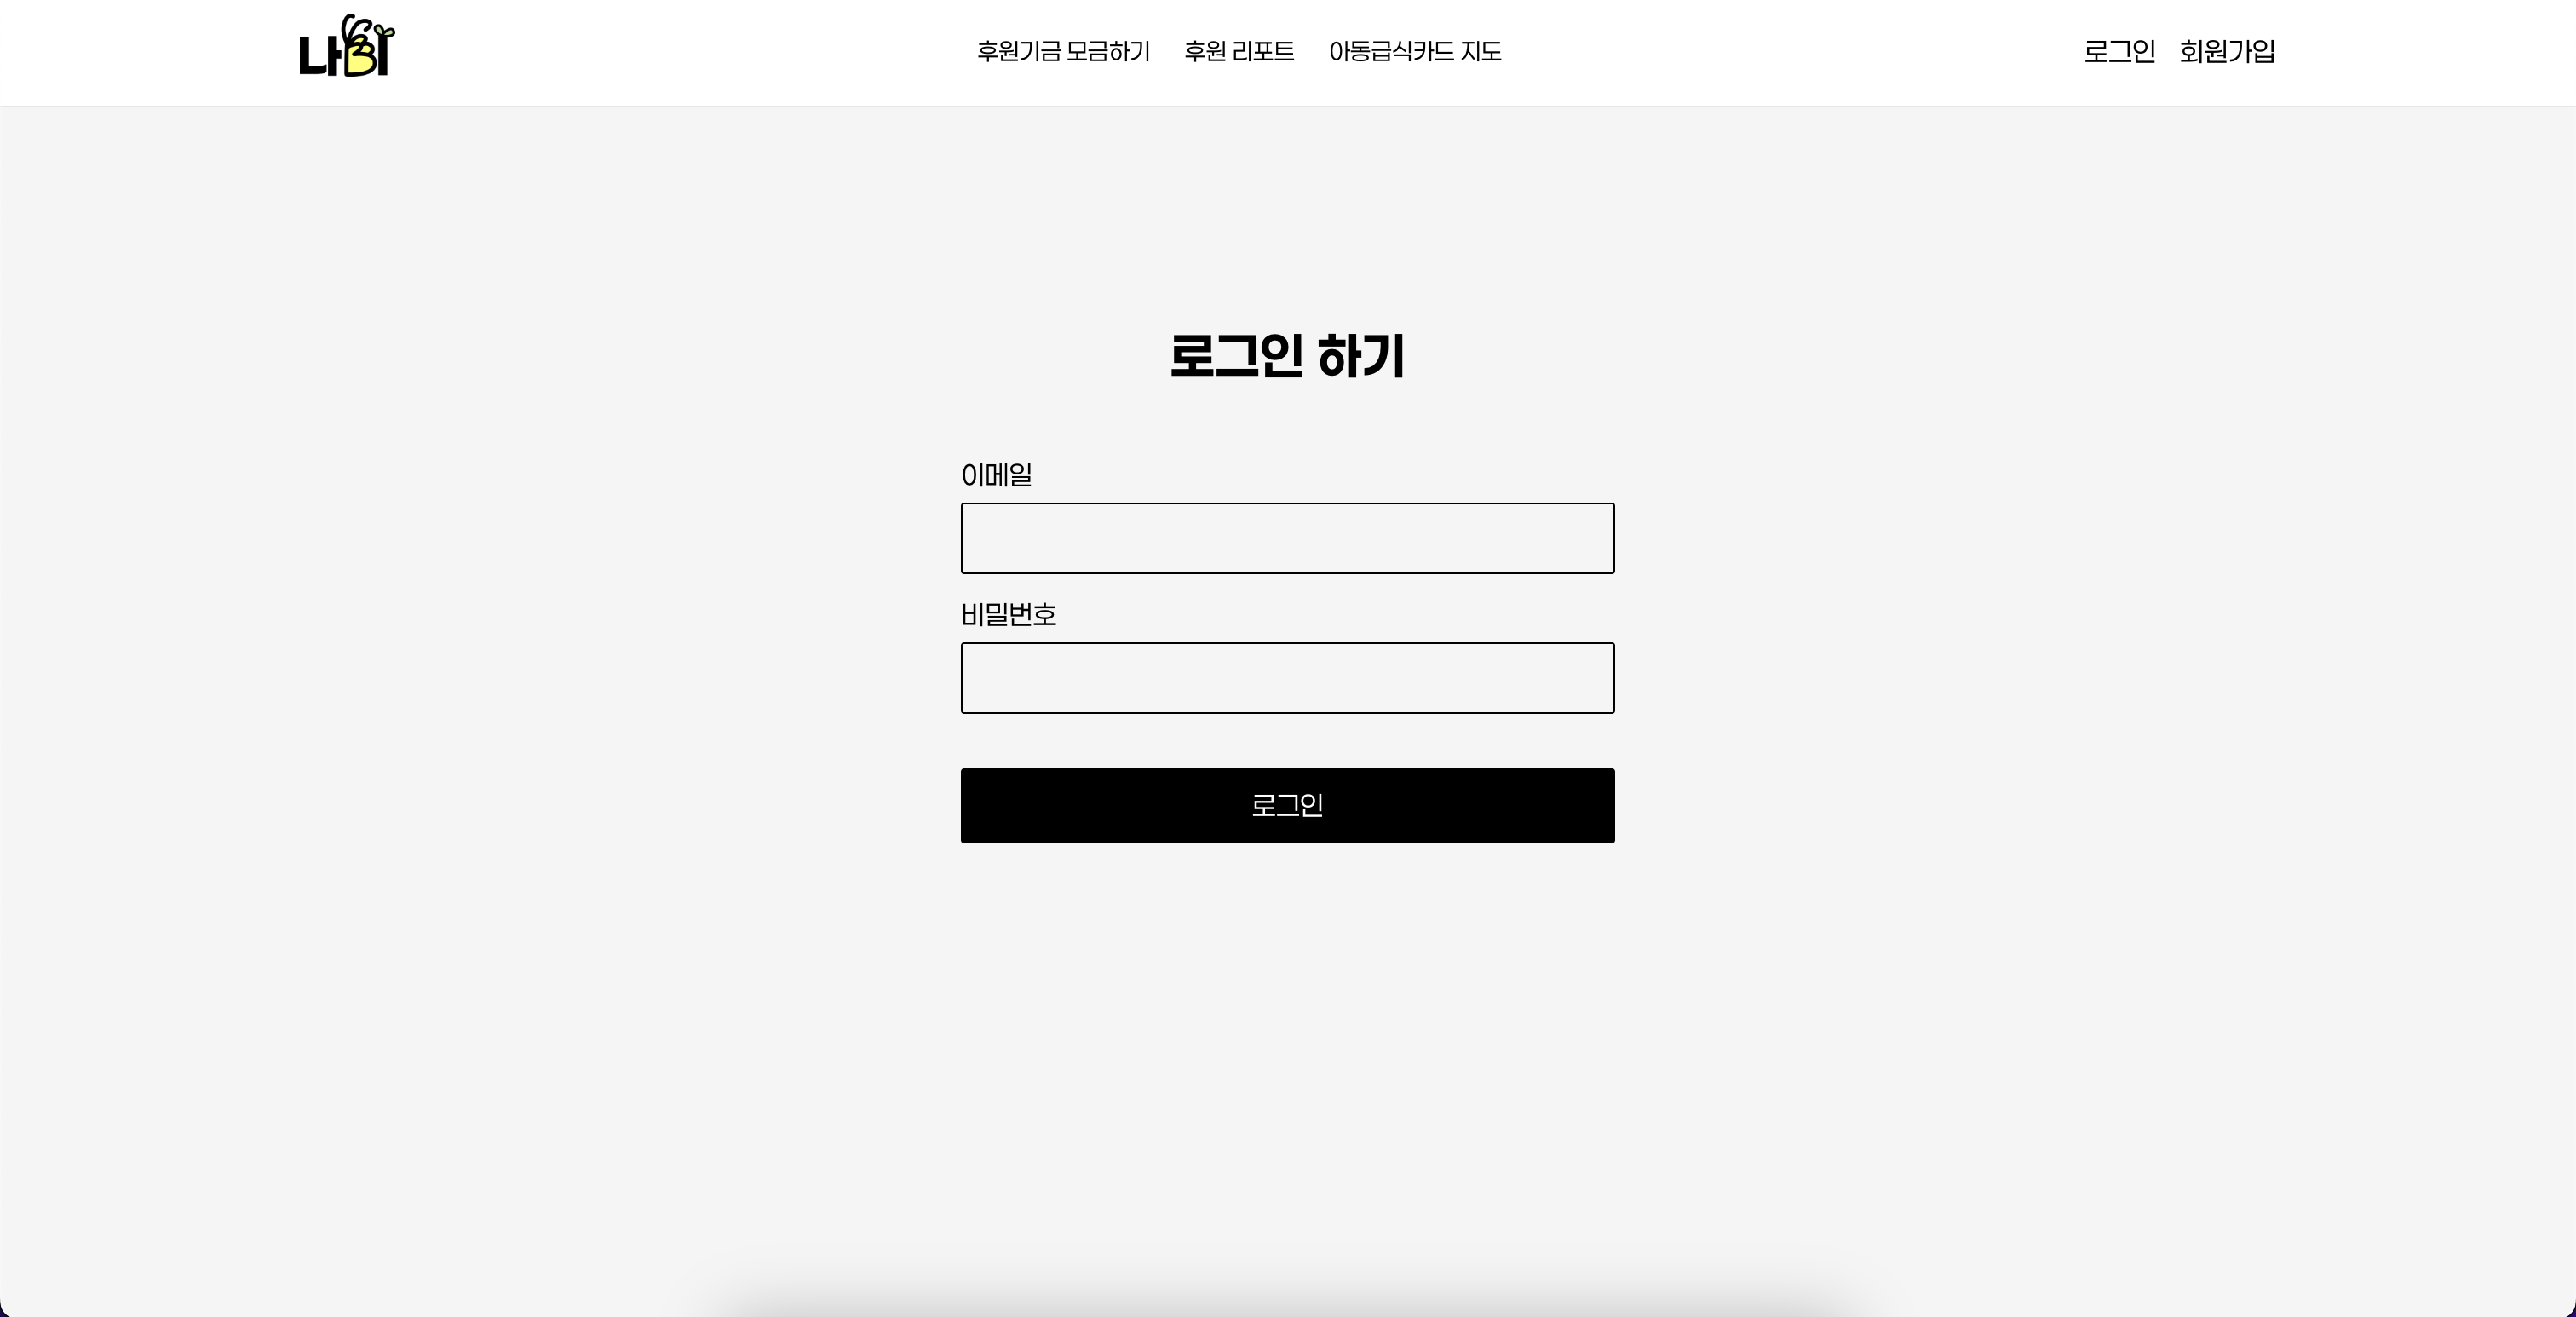 나비
후원기금 모금하기 후원 리포트 아동급식카드 지도
로그인 회원가입
로그인 하기
이메일
비밀번호
로그인